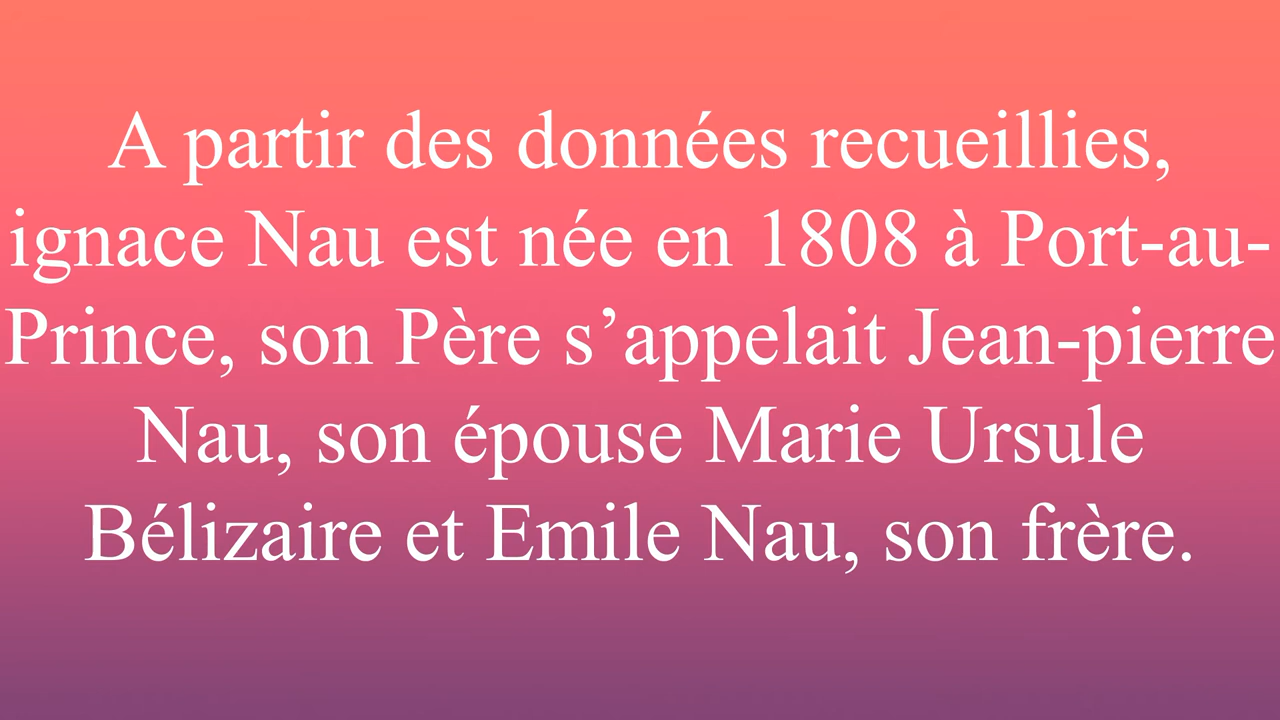 A partir des données recueillies,
ignace Nau est née en 1808 à Port-au-
Prince, son Père s’appelait Jean-pierre
Nau, son épouse Marie Ursule
Bélizaire et Emile Nau, son frère.